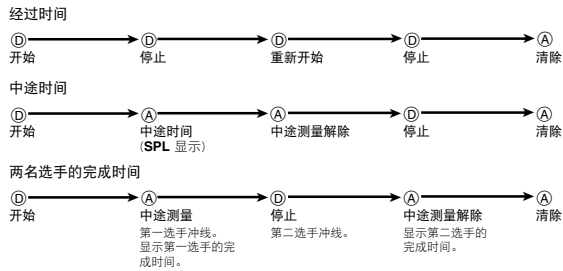 经过时间
Ⓓ Ⓓ Ⓓ Ⓓ Ⓐ
开始 停止 重新开始 停止 清除
中途时间
Ⓓ Ⓐ Ⓐ Ⓓ Ⓐ
开始 中途时间 中途测量解除 停止 清除
(SPL 显示)
两名选手的完成时间
Ⓓ Ⓐ Ⓓ Ⓐ Ⓐ
开始 中途测量 停止 中途测量解除 清除
第一选手冲线。 第二选手冲线。 显示第二选手的
显示第一选手的完 完成时间。
成时间。